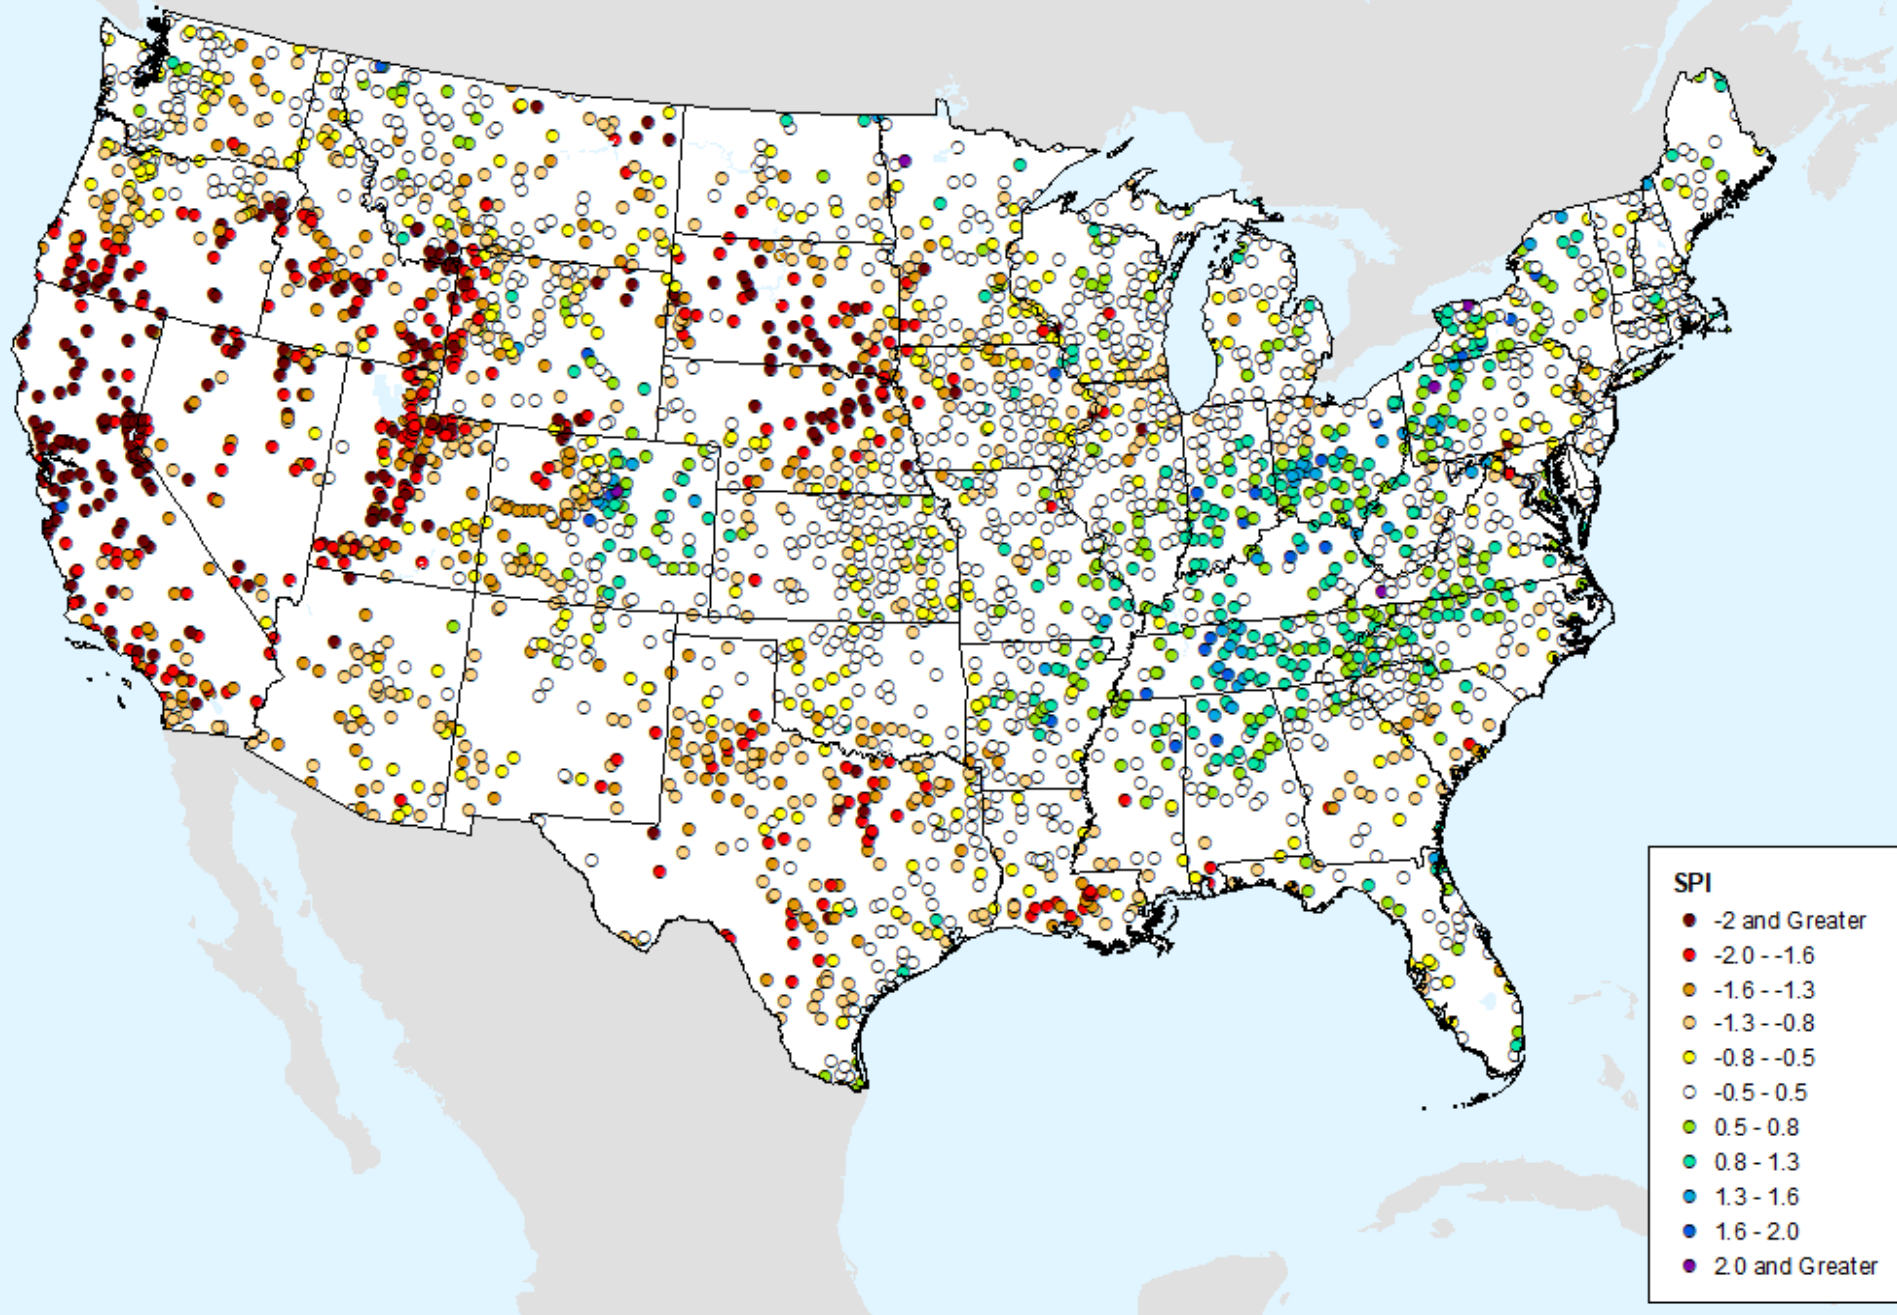 SPI
-2 and Greater
-2.0 - -1.6
-1.6 - -1.3
-1.3 - -0.8
-0.8 - -0.5
-0.5 - 0.5
0.5 - 0.8
0.8 - 1.3
1.3 - 1.6
1.6 - 2.0
2.0 and Greater